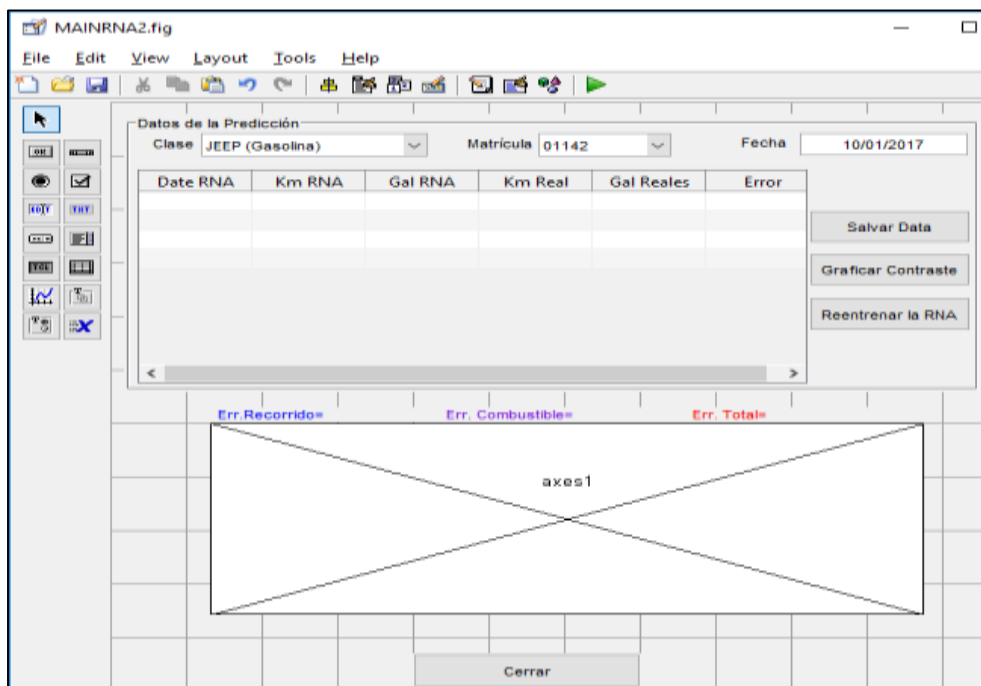 MAINRNA2.fig
File Edit View Layout Tools Help
Datos de la Predicción
Clase JEEP (Gasolina) Matrícula 01142 Fecha 10/01/2017
Date RNA Km RNA Gal RNA Km Real Gal Reales Error
Salvar Data
Graficar Contraste
Reentrenar la RNA
Err.Recorrido= Err. Combustible= Err. Total=
axes1
Cerrar